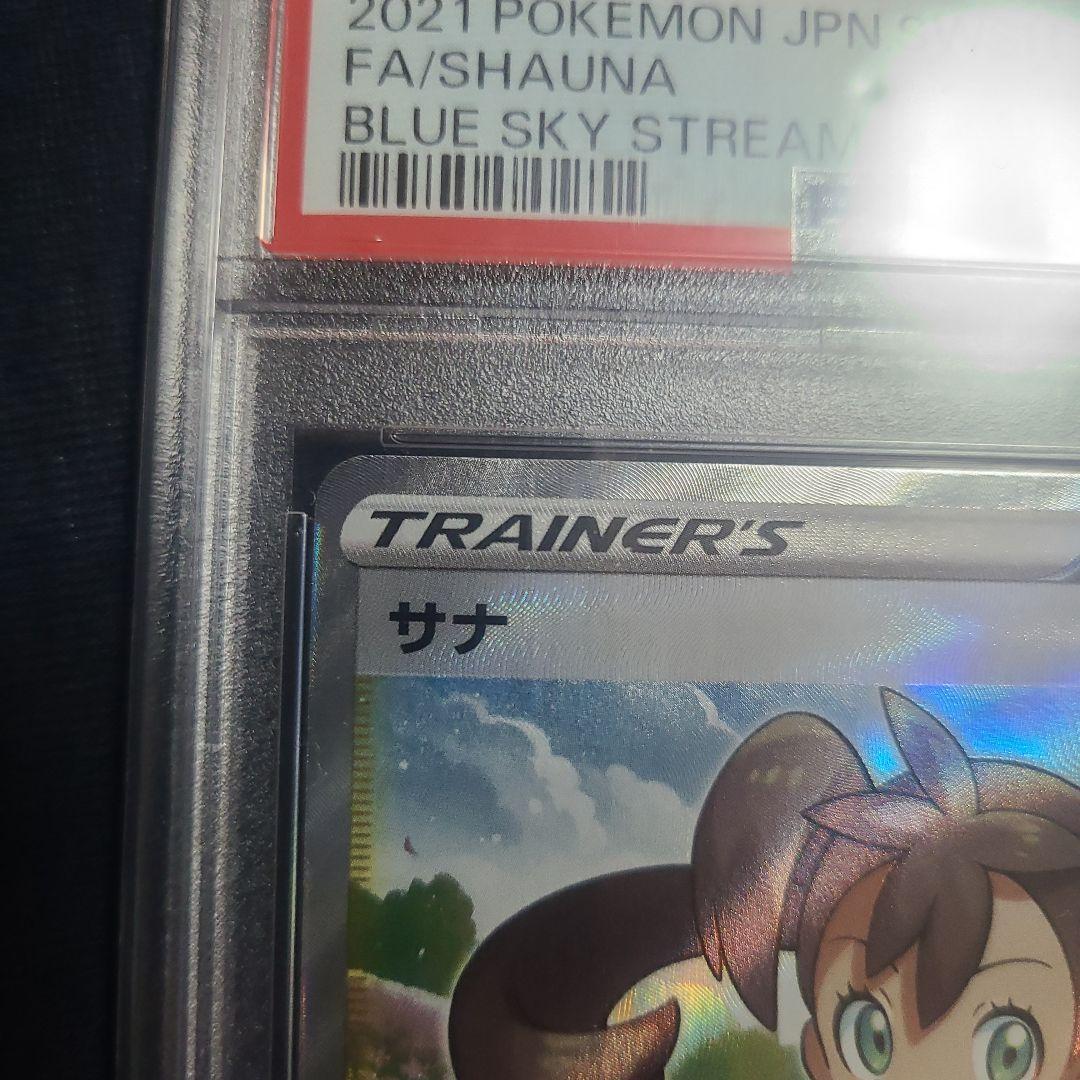 2021 POKEMON JPN
FA/SHAUNA
BLUE SKY STREAM
TRAINER'S
サナ